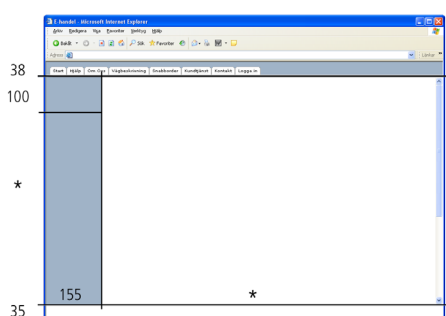 E-handel - Microsoft Internet Explorer
Arkiv Redigera Visa Favoriter Verktyg Hjälp
Bakåt Sök Favoriter
Adress Länkar
Start Hjälp Om Oss Vägbeskrivning Snabborder Kundtjänst Kontakt Logga in
38
100
*
155 *
35